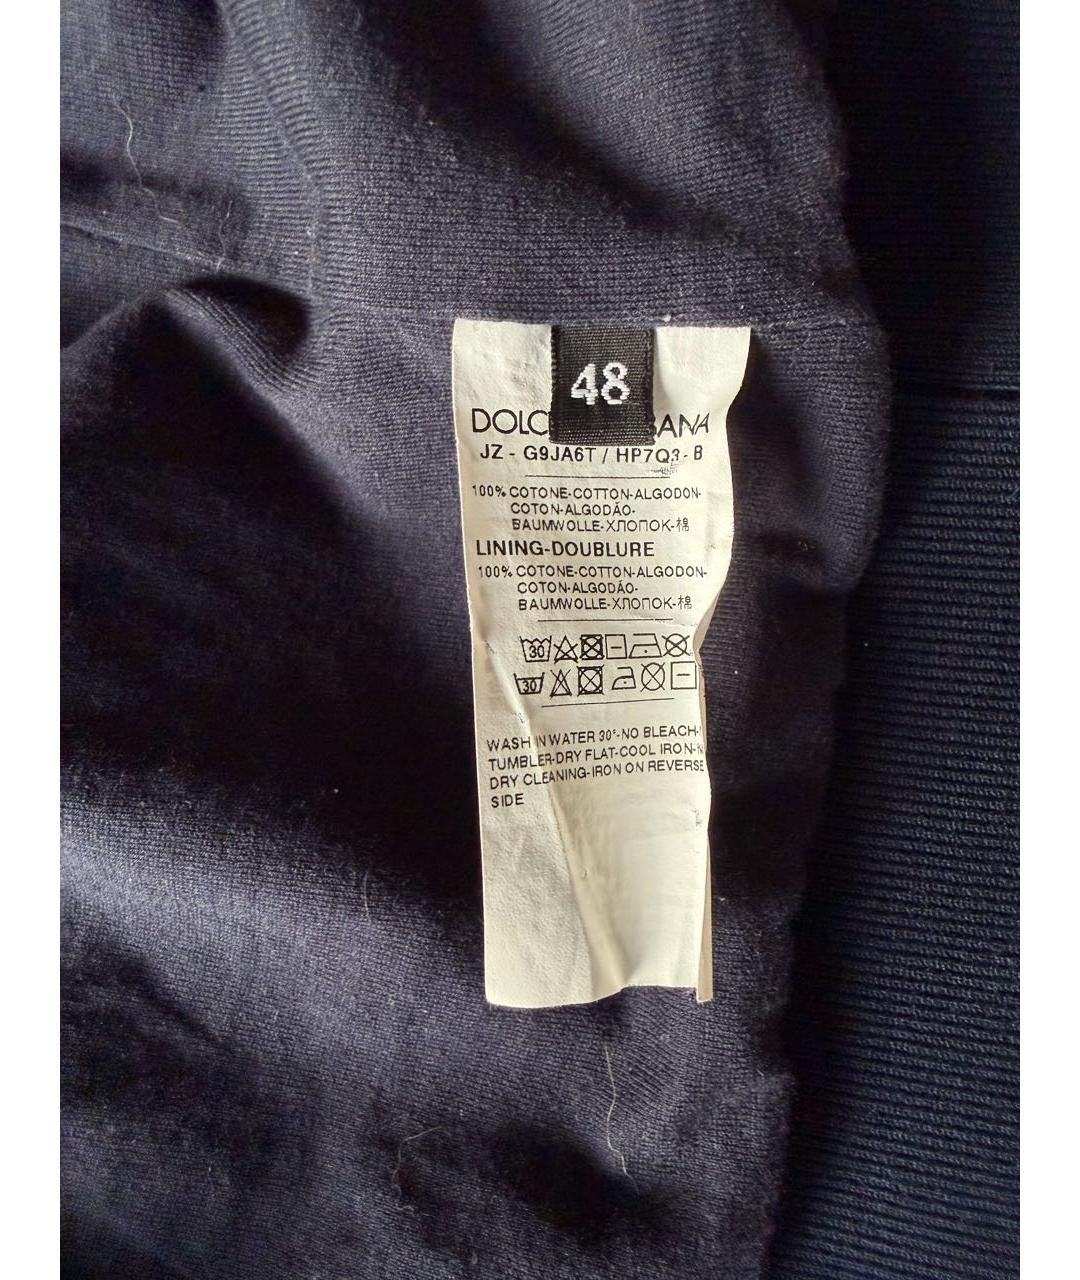 48
DOLC BANA
JZ - G9JA6T / HP7Q3 - B
100% COTONE-COTTON-ALGODON-
COTON-ALGODÃO-
BAUMWOLLE-ХЛОПОК-棉
LINING-DOUBLURE
100% COTONE-COTTON-ALGODON-
COTON-ALGODÃO-
BAUMWOLLE-ХЛОПОК-棉
30
30
WASH IN WATER 30°-NO BLEACH-
TUMBLER-DRY FLAT-COOL IRON-
DRY CLEANING-IRON ON REVERSE
SIDE